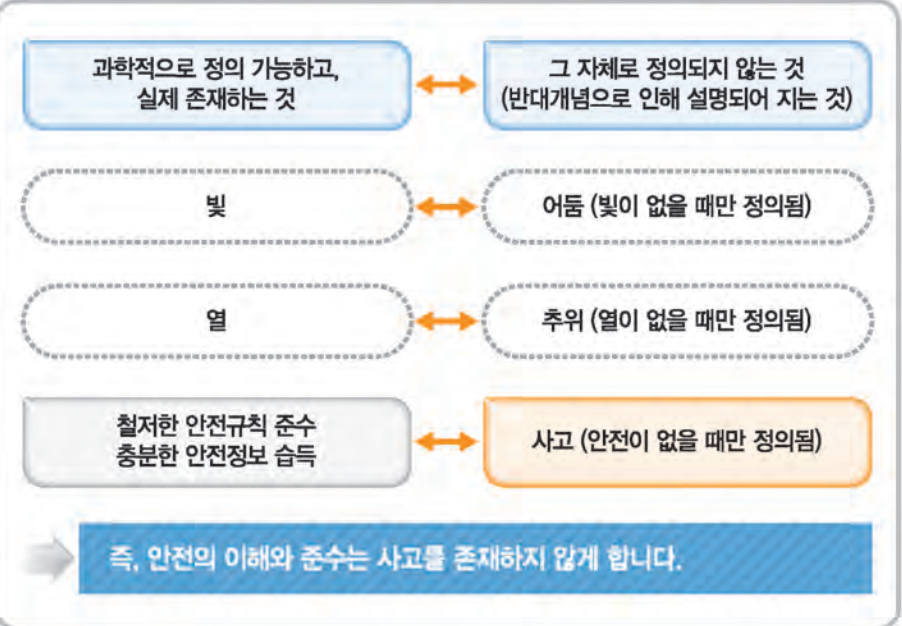 과학적으로 정의 가능하고,
실제 존재하는 것
그 자체로 정의되지 않는 것
(반대개념으로 인해 설명되어 지는 것)
빛
어둠 (빛이 없을 때만 정의됨)
열
추위 (열이 없을 때만 정의됨)
철저한 안전규칙 준수
충분한 안전정보 습득
사고 (안전이 없을 때만 정의됨)
즉, 안전의 이해와 준수는 사고를 존재하지 않게 합니다.